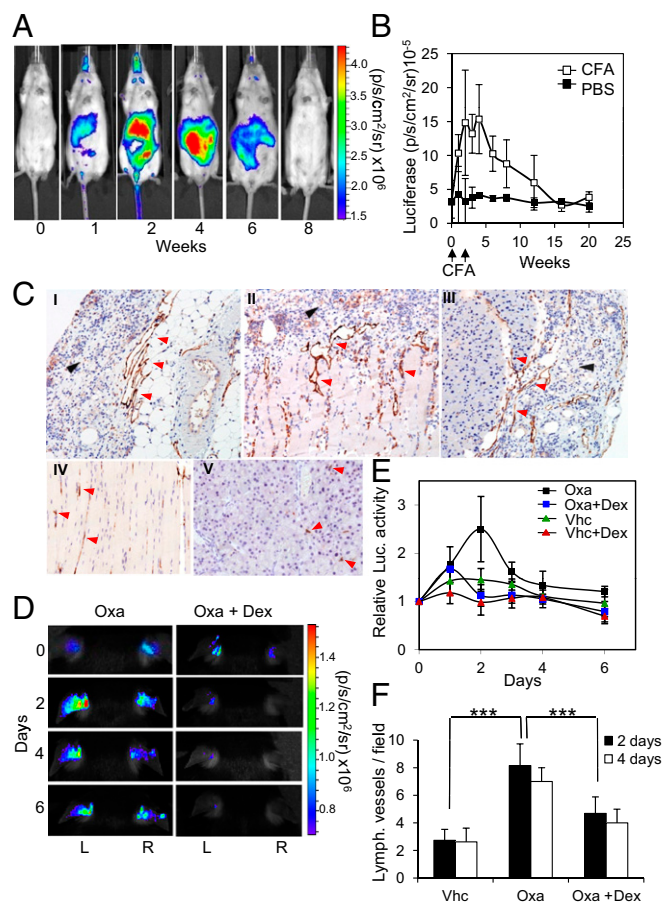 A
0
1
2
4
6
8
Weeks
4.0
3.5
3.0
2.5
2.0
1.5
(p/s/cm²/sr) x10⁶
B
Luciferase (p/s/cm²/sr)10⁻⁵
25
20
15
10
5
0
CFA
PBS
0
5
10
15
20
25
CFA
Weeks
C
I
II
III
IV
V
D
Oxa
Oxa + Dex
Days
0
2
4
6
L
R
L
R
1.4
1.2
1.0
0.8
(p/s/cm²/sr) x10⁶
E
Relative Luc. activity
3
2
1
0
Oxa
Oxa+Dex
Vhc
Vhc+Dex
0
2
4
6
Days
F
Lymph. vessels / field
10
8
6
4
2
0
***
***
2 days
4 days
Vhc
Oxa
Oxa +Dex